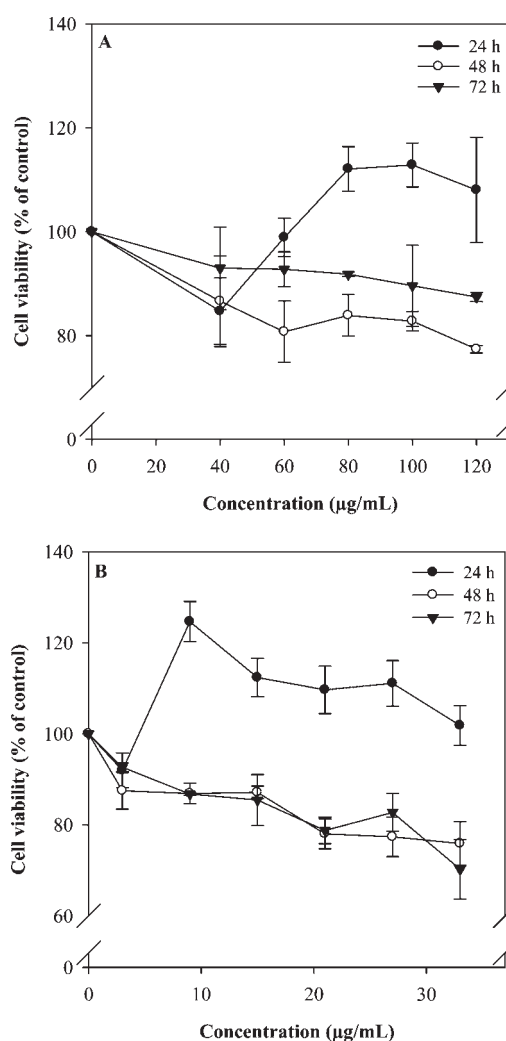 A
24 h
48 h
72 h
140
120
100
80
0
Cell viability (% of control)
0 20 40 60 80 100 120
Concentration (µg/mL)
B
24 h
48 h
72 h
140
120
100
80
60
0
Cell viability (% of control)
0 10 20 30
Concentration (µg/mL)